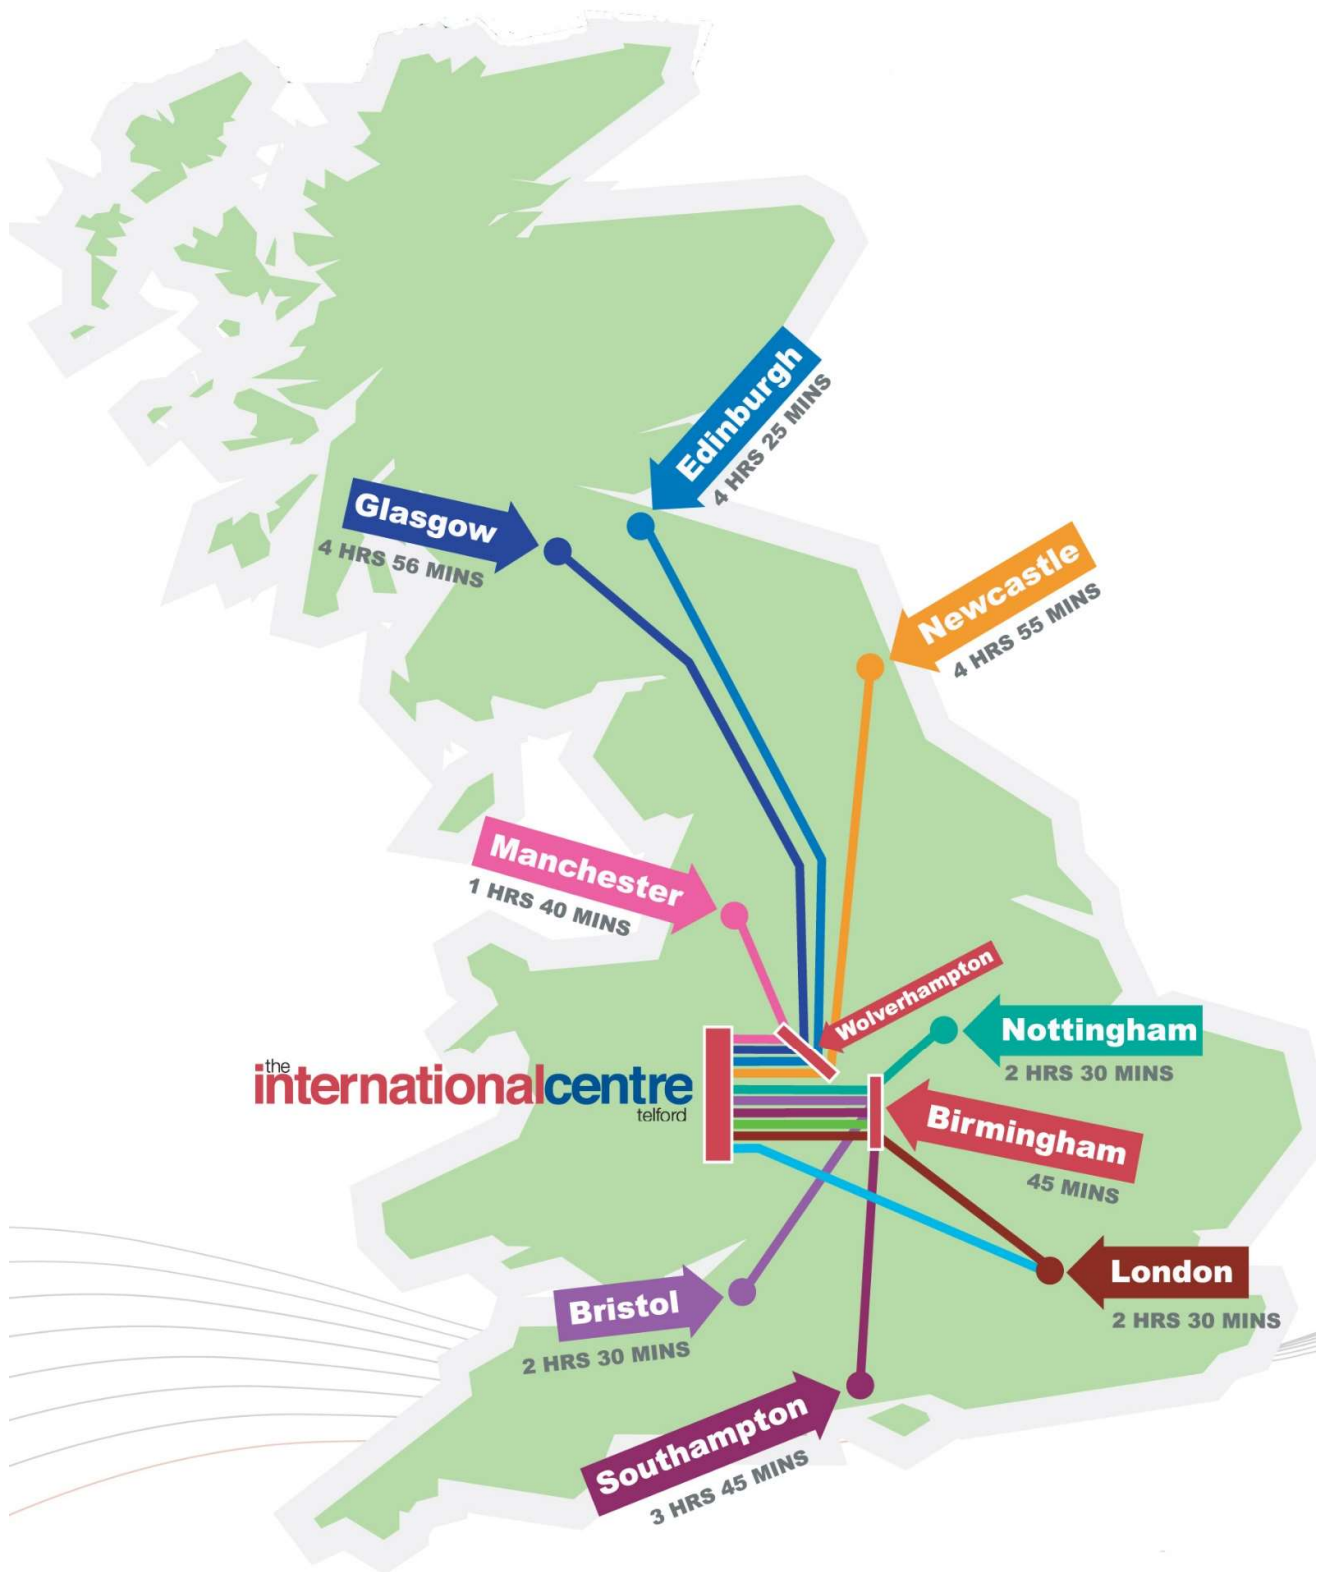 Edinburgh
4 HRS 25 MINS
Glasgow
4 HRS 56 MINS
Newcastle
4 HRS 55 MINS
Manchester
1 HRS 40 MINS
Wolverhampton
Nottingham
2 HRS 30 MINS
the
internationalcentre
telford
Birmingham
45 MINS
London
2 HRS 30 MINS
Bristol
2 HRS 30 MINS
Southampton
3 HRS 45 MINS